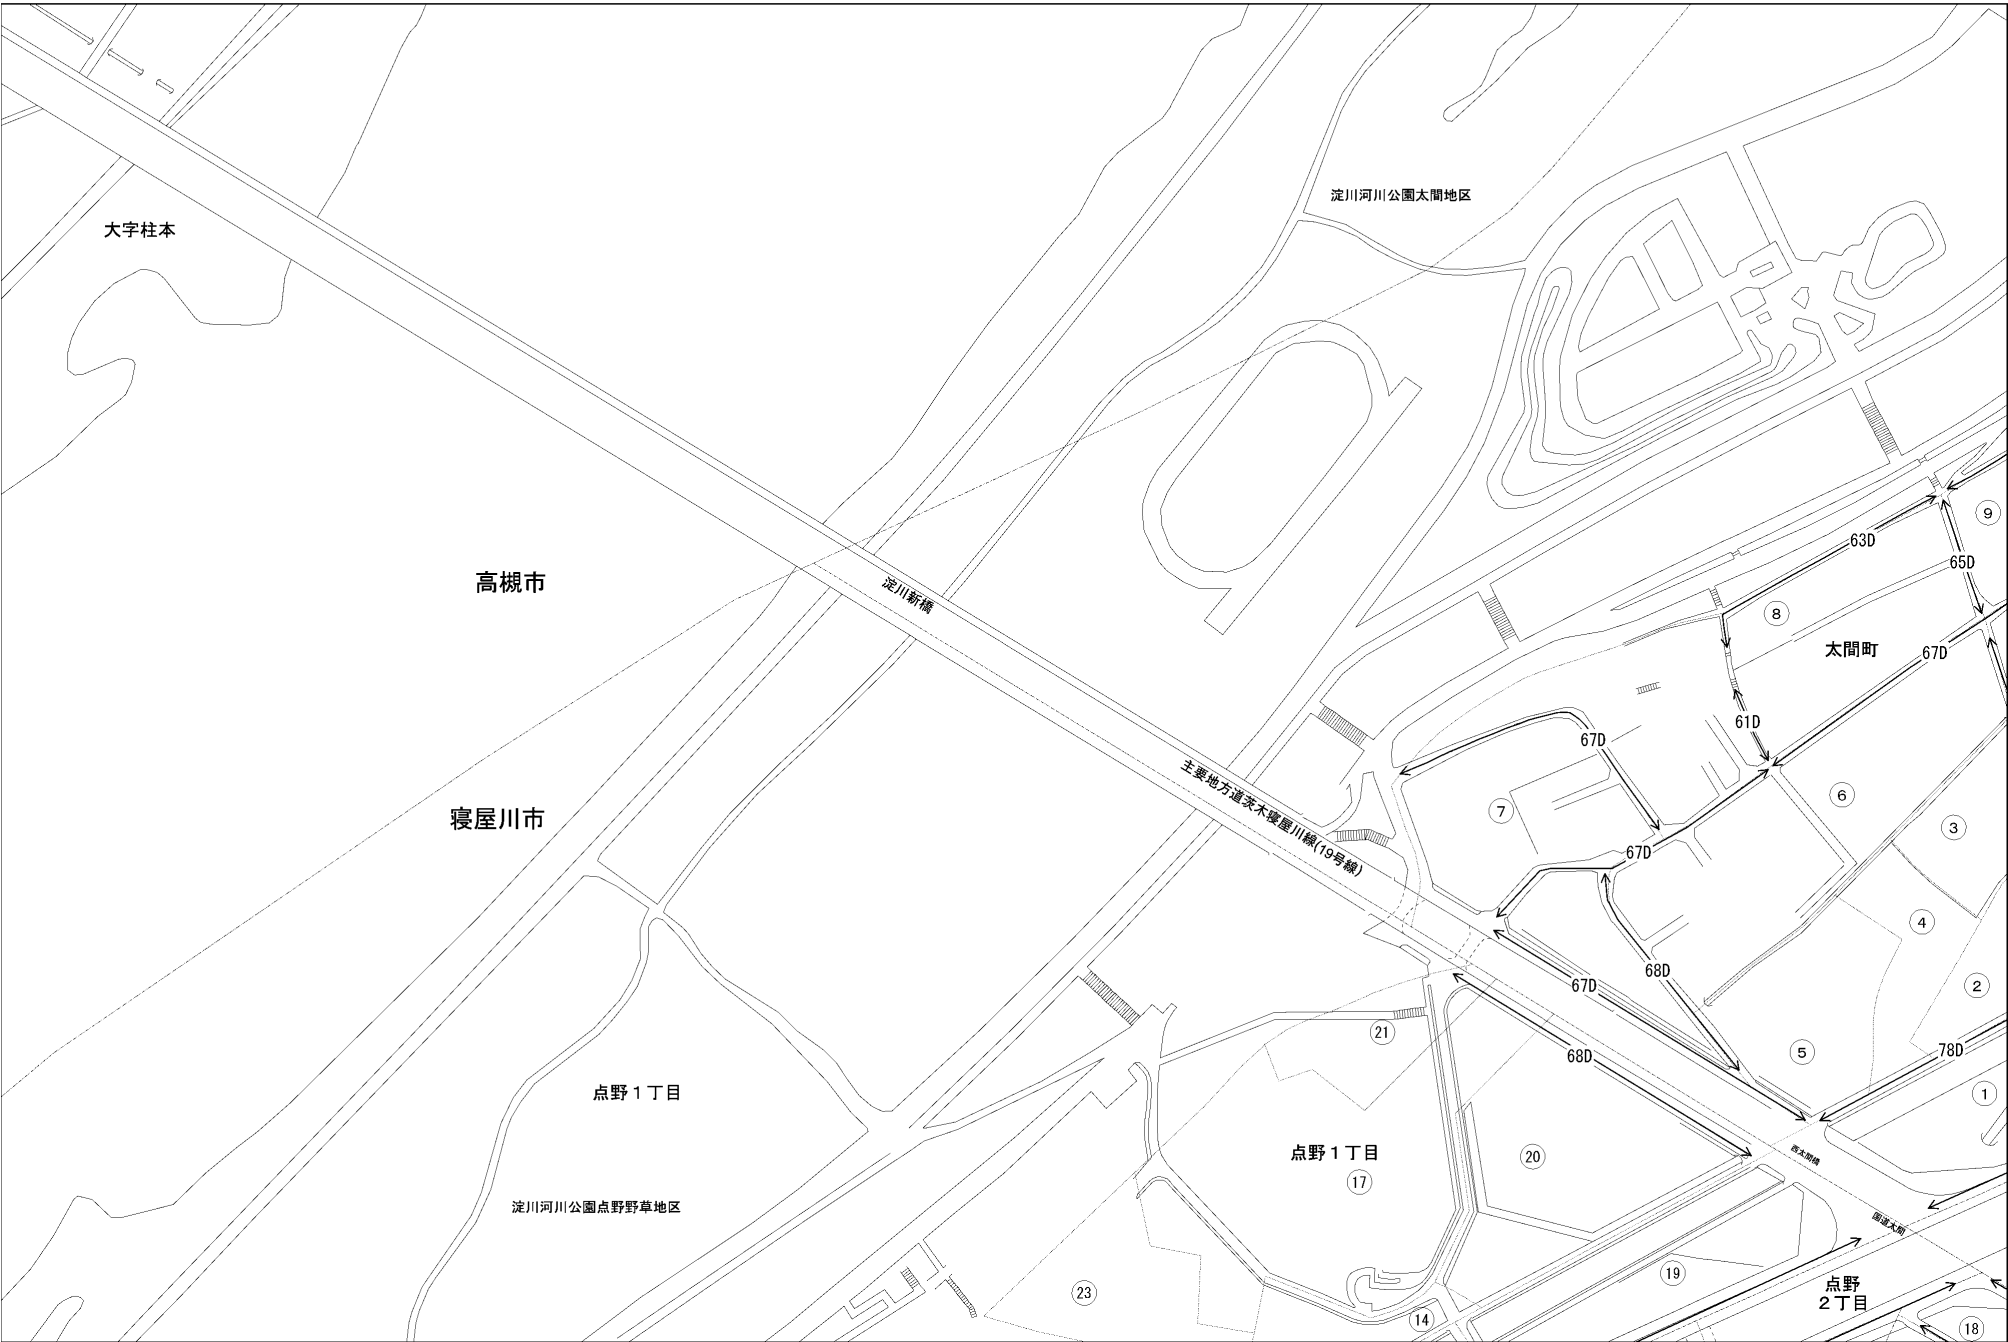 淀川河川公園太間地区
大字柱本
9
63D
65D
高槻市
淀川新橋
8
太間町
67D
61D
67D
主要地方道茨木寝屋川線(19号線)
6
7
寝屋川市
3
67D
4
68D
67D
2
21
78D
68D
5
点野1丁目
1
点野1丁目
20
西太間橋
17
淀川河川公園点野野草地区
国道太間
19
点野
2丁目
23
14
18